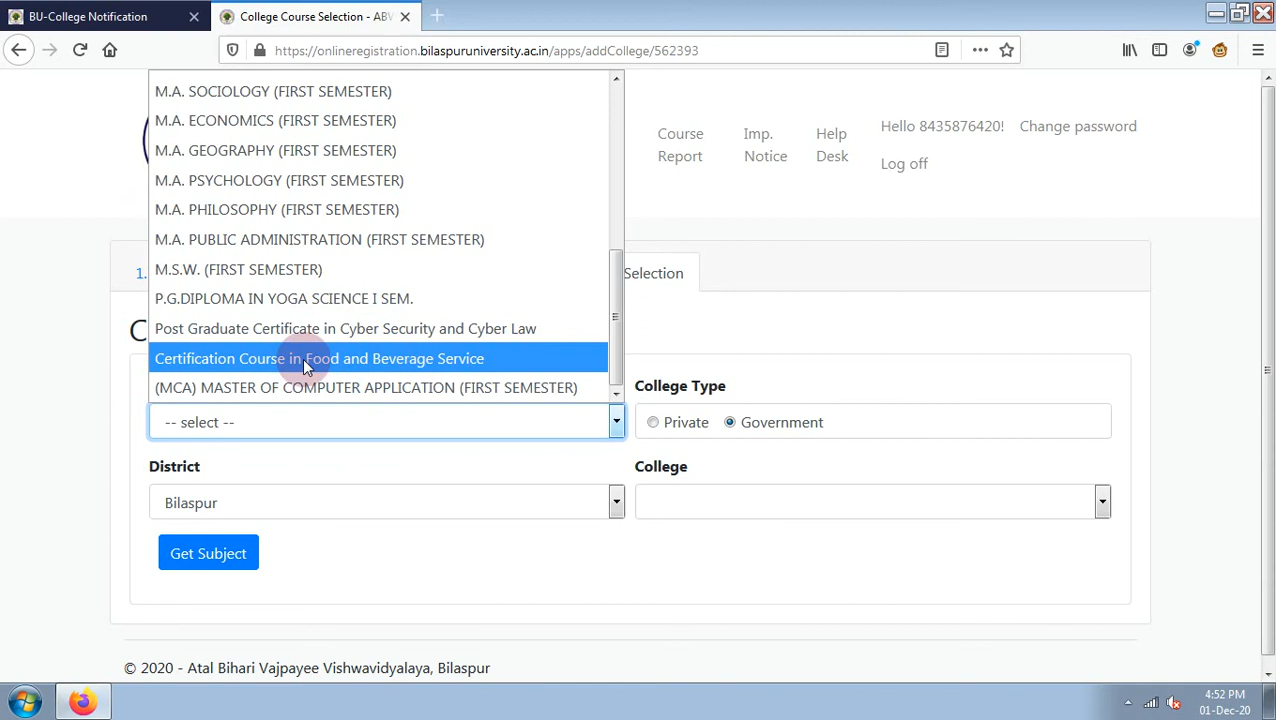 BU-College Notification
College Course Selection - ABV
https://onlineregistration.bilaspuruniversity.ac.in/apps/addCollege/562393
Course Report
Imp. Notice
Help Desk
Hello 8435876420!
Change password
Log off
M.A. SOCIOLOGY (FIRST SEMESTER)
M.A. ECONOMICS (FIRST SEMESTER)
M.A. GEOGRAPHY (FIRST SEMESTER)
M.A. PSYCHOLOGY (FIRST SEMESTER)
M.A. PHILOSOPHY (FIRST SEMESTER)
M.A. PUBLIC ADMINISTRATION (FIRST SEMESTER)
M.S.W. (FIRST SEMESTER)
P.G.DIPLOMA IN YOGA SCIENCE I SEM.
Post Graduate Certificate in Cyber Security and Cyber Law
Certification Course in Food and Beverage Service
(MCA) MASTER OF COMPUTER APPLICATION (FIRST SEMESTER)
1.
Selection
C
-- select --
College Type
Private
Government
District
College
Bilaspur
Get Subject
© 2020 - Atal Bihari Vajpayee Vishwavidyalaya, Bilaspur
4:52 PM
01-Dec-20